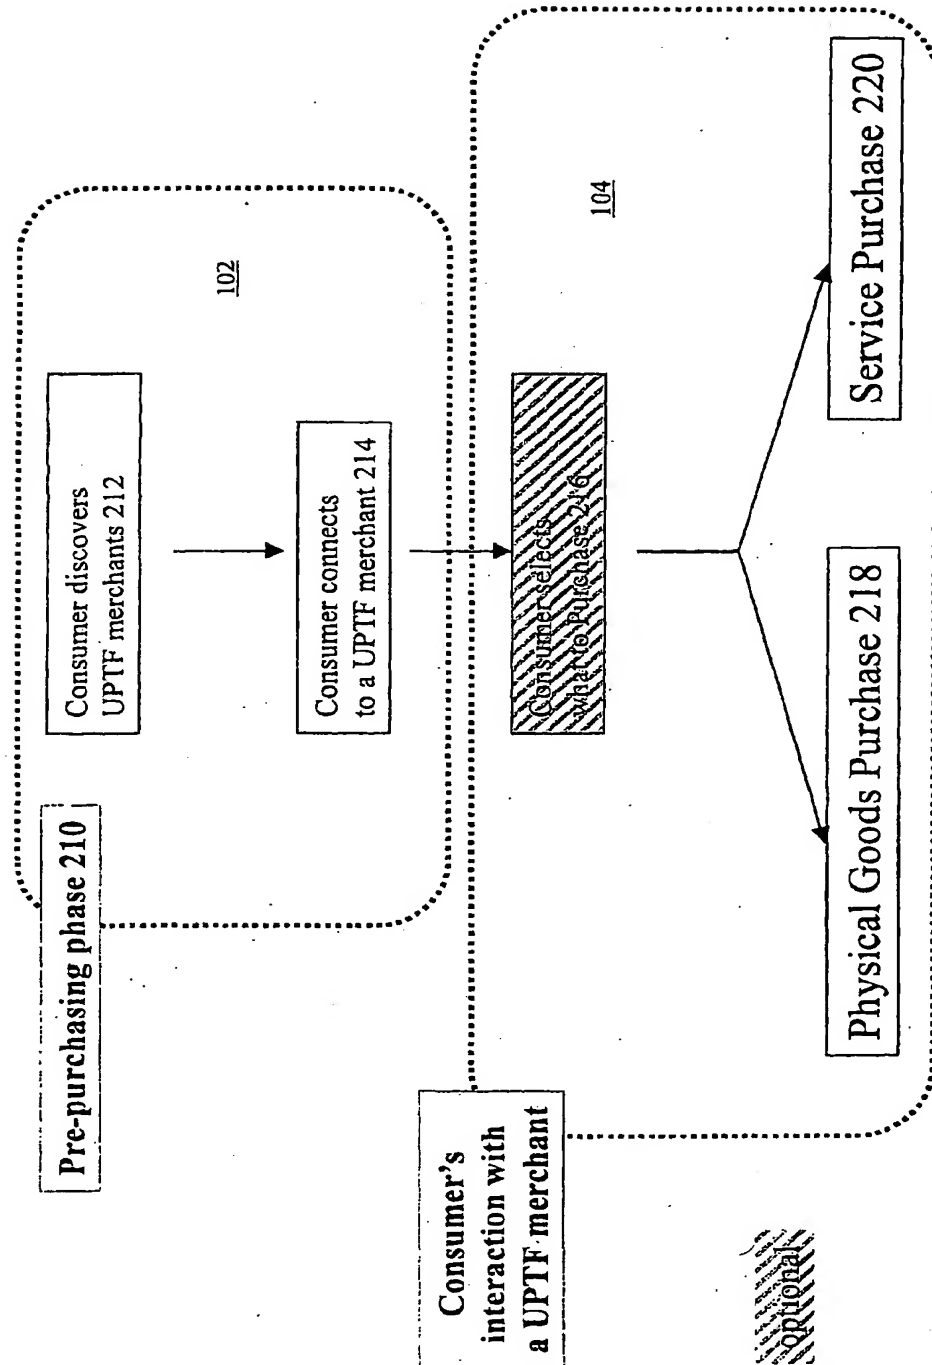 Pre-purchasing phase 210
Consumer discovers
UPTF merchants 212
102
Consumer connects
to a UPTF merchant 214
Consumer's
interaction with
a UPTF merchant
Consumer selects
what to Purchase 216
104
Physical Goods Purchase 218
Service Purchase 220
optional